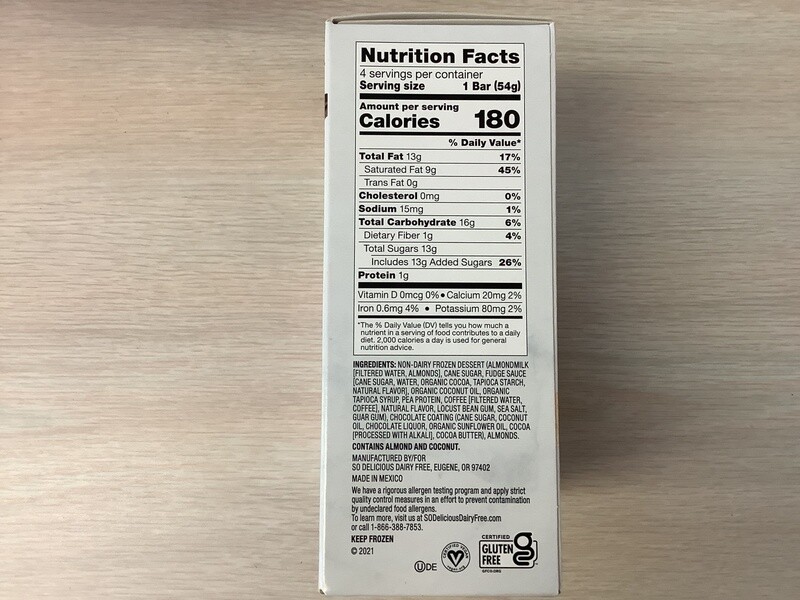 Nutrition Facts
4 servings per container
Serving size 1 Bar (54g)
Amount per serving
Calories 180
% Daily Value*
Total Fat 13g 17%
Saturated Fat 9g 45%
Trans Fat 0g
Cholesterol 0mg 0%
Sodium 15mg 1%
Total Carbohydrate 16g 6%
Dietary Fiber 1g 4%
Total Sugars 13g
Includes 13g Added Sugars 26%
Protein 1g
Vitamin D 0mcg 0% • Calcium 20mg 2%
Iron 0.6mg 4% • Potassium 80mg 2%
*The % Daily Value (DV) tells you how much a
nutrient in a serving of food contributes to a daily
diet. 2,000 calories a day is used for general
nutrition advice.
INGREDIENTS: NON-DAIRY FROZEN DESSERT (ALMONDMILK
[FILTERED WATER, ALMONDS], CANE SUGAR, FUDGE SAUCE
[CANE SUGAR, WATER, ORGANIC COCOA, TAPIOCA STARCH,
NATURAL FLAVOR], ORGANIC COCONUT OIL, ORGANIC
TAPIOCA SYRUP, PEA PROTEIN, COFFEE [FILTERED WATER,
COFFEE], NATURAL FLAVOR, LOCUST BEAN GUM, SEA SALT,
GUAR GUM), CHOCOLATE COATING (CANE SUGAR, COCONUT
OIL, CHOCOLATE LIQUOR, ORGANIC SUNFLOWER OIL, COCOA
[PROCESSED WITH ALKALI], COCOA BUTTER), ALMONDS.
CONTAINS ALMOND AND COCONUT.
MANUFACTURED BY/FOR
SO DELICIOUS DAIRY FREE, EUGENE, OR 97402
MADE IN MEXICO
We have a rigorous allergen testing program and apply strict
quality control measures in an effort to prevent contamination
by undeclared food allergens.
To learn more, visit us at SODeliciousDairyFree.com
or call 1-866-388-7853.
KEEP FROZEN
© 2021
UDE
CERTIFIED VEGAN
vegan.org
CERTIFIED
GLUTEN
FREE
g
GFCO.ORG